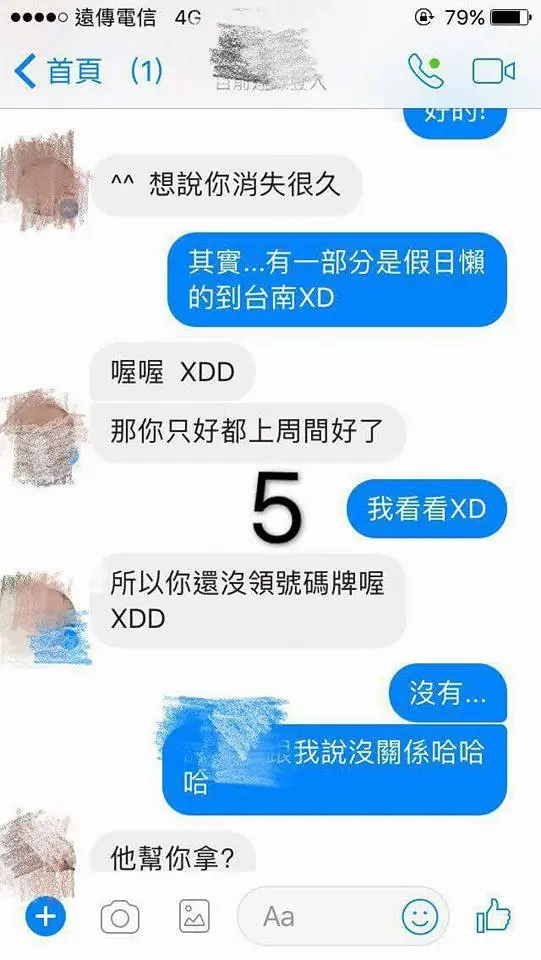 遠傳電信 4G 79%
首頁 (1)
好的!
^^ 想說你消失很久
其實...有一部分是假日懶
的到台南XD
喔喔 XDD
那你只好都上周間好了
5
我看看XD
所以你還沒領號碼牌喔
XDD
沒有...
跟我說沒關係哈哈
哈
他幫你拿?
Aa